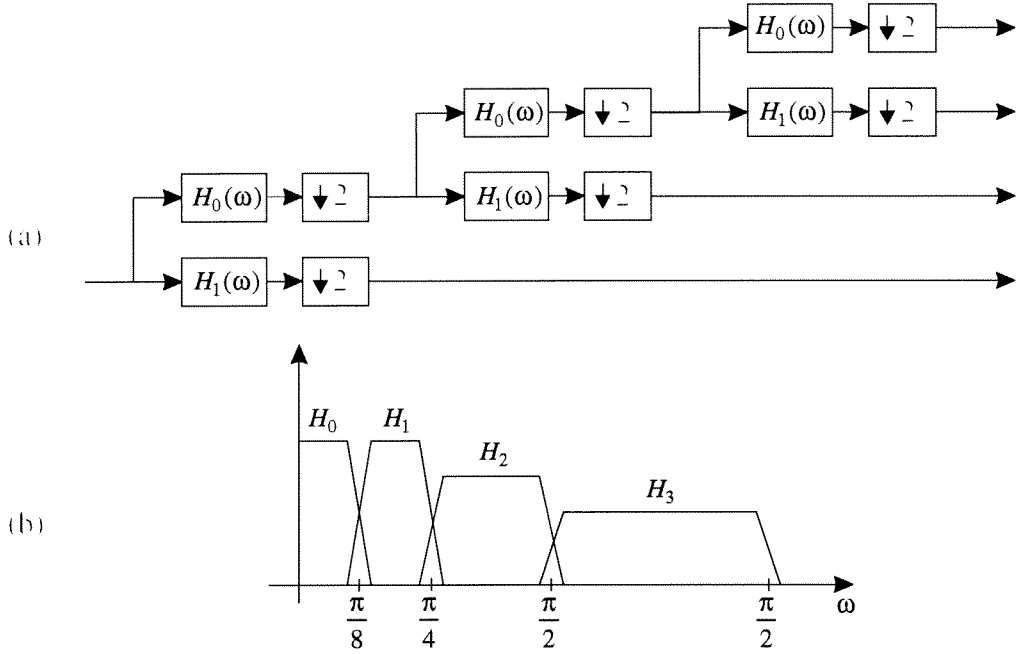 H₀(ω) ↓ 2
H₀(ω) ↓ 2 H₁(ω) ↓ 2
H₀(ω) ↓ 2 H₁(ω) ↓ 2
(a)
H₁(ω) ↓ 2
H₀ H₁ H₂ H₃
(b)
π/8 π/4 π/2 π/2 ω